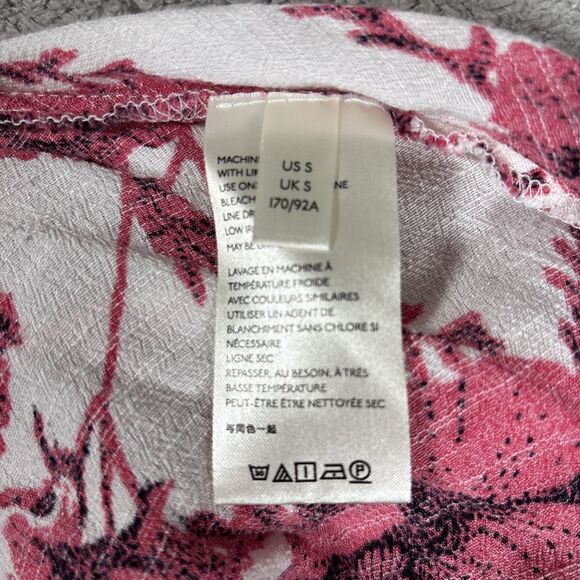 US S
UK S
170/92A
MACHIN
WITH LIK
USE ON NE
BLEACH
LINE DR
LOW IR
MAY BE
LAVAGE EN MACHINE À
TEMPÉRATURE FROIDE
AVEC COULEURS SIMILAIRES
UTILISER UN AGENT DE
BLANCHIMENT SANS CHLORE SI
NÉCESSAIRE
LIGNE SEC
REPASSER, AU BESOIN, À TRÈS
BASSE TEMPÉRATURE
PEUT-ÊTRE ÊTRE NETTOYÉE SEC
与同色一起